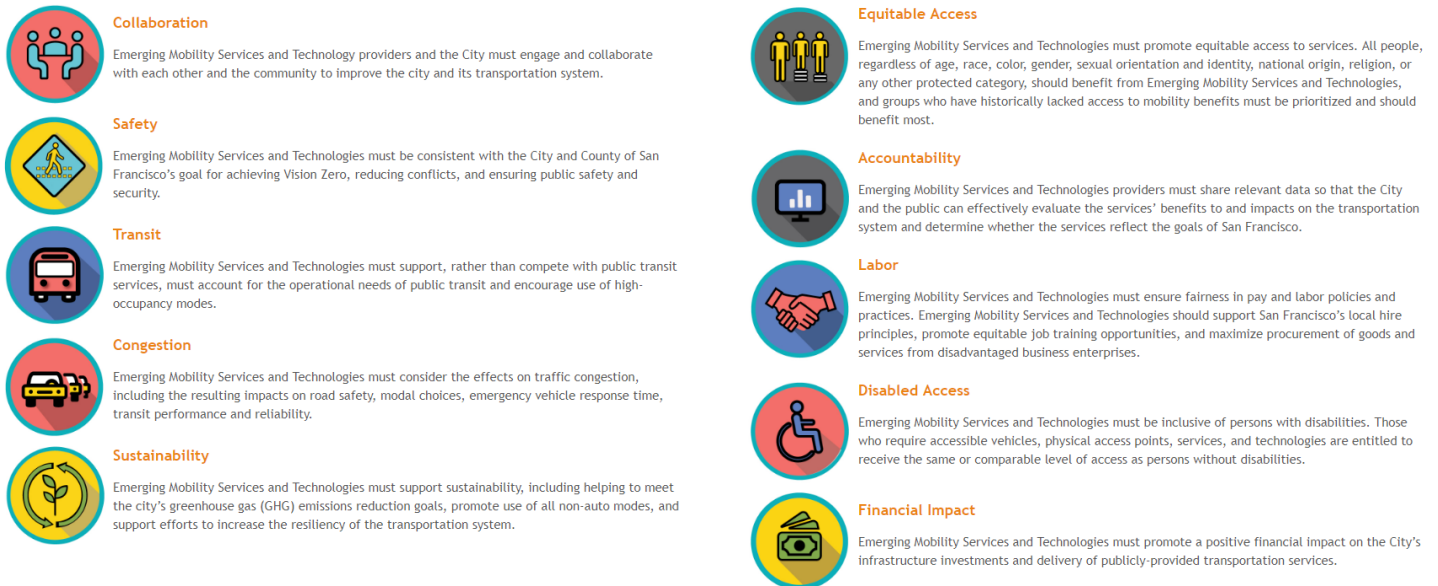 Collaboration
Emerging Mobility Services and Technology providers and the City must engage and collaborate
with each other and the community to improve the city and its transportation system.
Safety
Emerging Mobility Services and Technologies must be consistent with the City and County of San
Francisco's goal for achieving Vision Zero, reducing conflicts, and ensuring public safety and
security.
Transit
Emerging Mobility Services and Technologies must support, rather than compete with public transit
services, must account for the operational needs of public transit and encourage use of high-
occupancy modes.
Congestion
Emerging Mobility Services and Technologies must consider the effects on traffic congestion,
including the resulting impacts on road safety, modal choices, emergency vehicle response time,
transit performance and reliability.
Sustainability
Emerging Mobility Services and Technologies must support sustainability, including helping to meet
the city's greenhouse gas (GHG) emissions reduction goals, promote use of all non-auto modes, and
support efforts to increase the resiliency of the transportation system.
Equitable Access
Emerging Mobility Services and Technologies must promote equitable access to services. All people,
regardless of age, race, color, gender, sexual orientation and identity, national origin, religion, or
any other protected category, should benefit from Emerging Mobility Services and Technologies,
and groups who have historically lacked access to mobility benefits must be prioritized and should
benefit most.
Accountability
Emerging Mobility Services and Technologies providers must share relevant data so that the City
and the public can effectively evaluate the services' benefits to and impacts on the transportation
system and determine whether the services reflect the goals of San Francisco.
Labor
Emerging Mobility Services and Technologies must ensure fairness in pay and labor policies and
practices. Emerging Mobility Services and Technologies should support San Francisco's local hire
principles, promote equitable job training opportunities, and maximize procurement of goods and
services from disadvantaged business enterprises.
Disabled Access
Emerging Mobility Services and Technologies must be inclusive of persons with disabilities. Those
who require accessible vehicles, physical access points, services, and technologies are entitled to
receive the same or comparable level of access as persons without disabilities.
Financial Impact
Emerging Mobility Services and Technologies must promote a positive financial impact on the City's
infrastructure investments and delivery of publicly-provided transportation services.